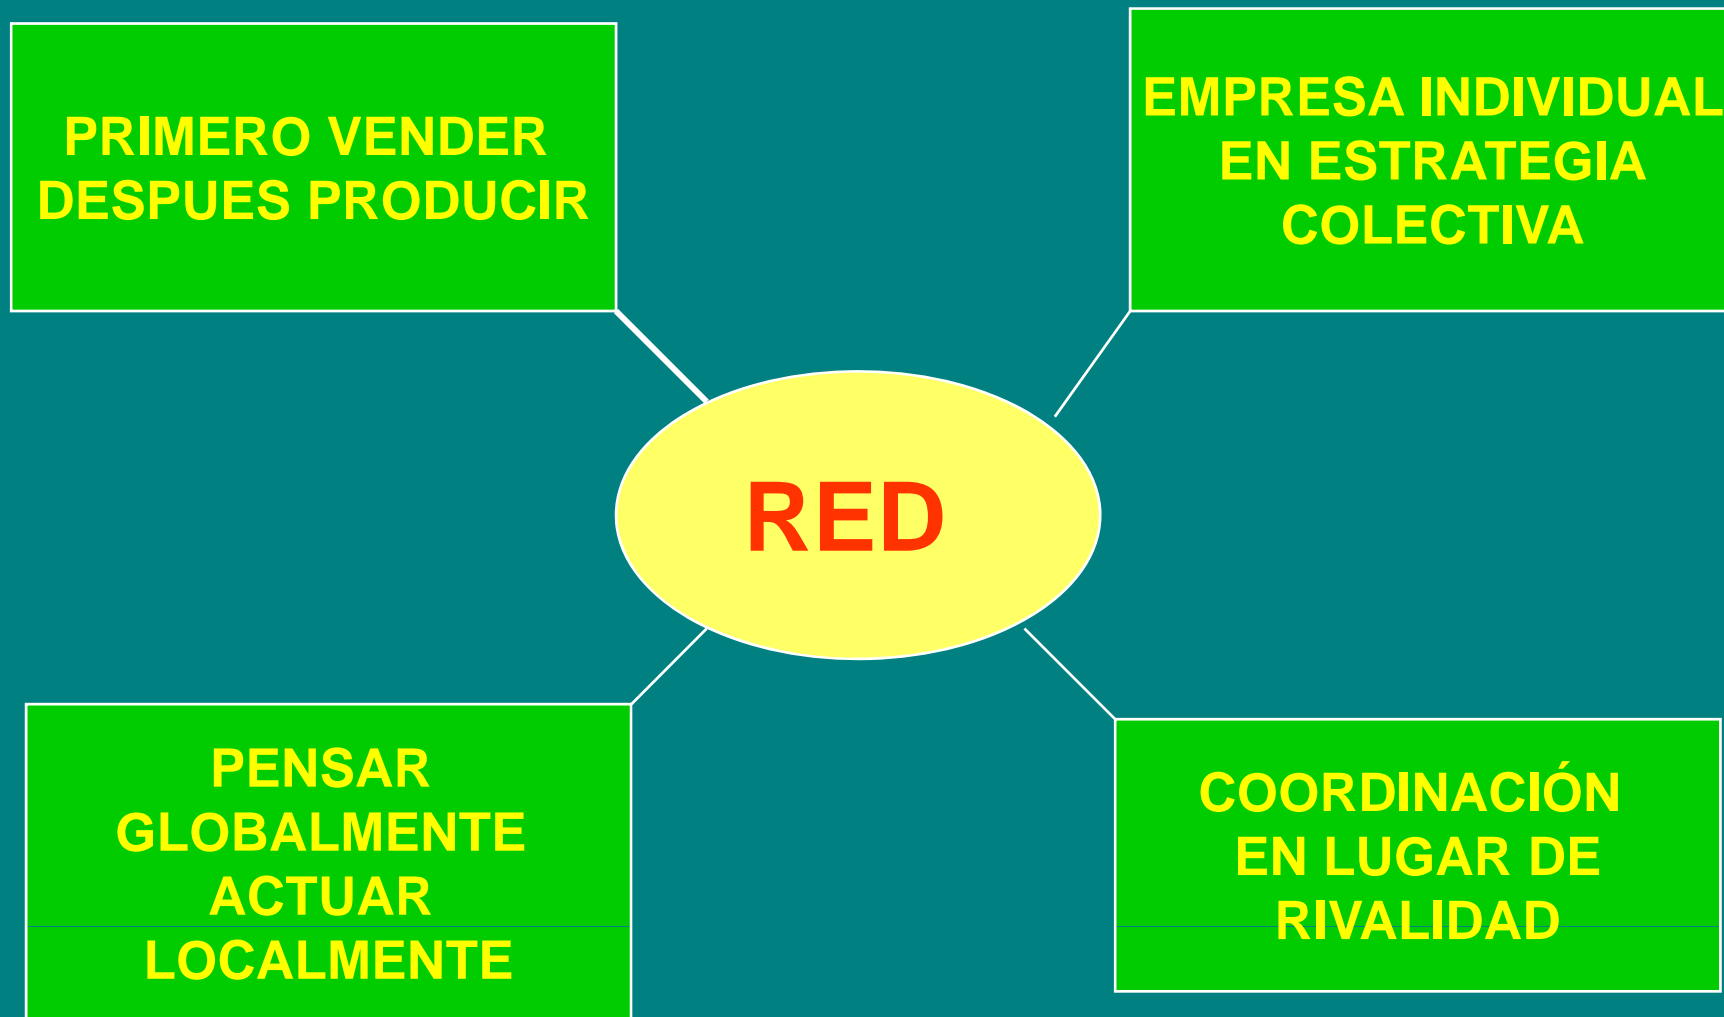 PRIMERO VENDER
DESPUES PRODUCIR
EMPRESA INDIVIDUAL
EN ESTRATEGIA
COLECTIVA
RED
PENSAR
GLOBALMENTE
ACTUAR
LOCALMENTE
COORDINACIÓN
EN LUGAR DE
RIVALIDAD